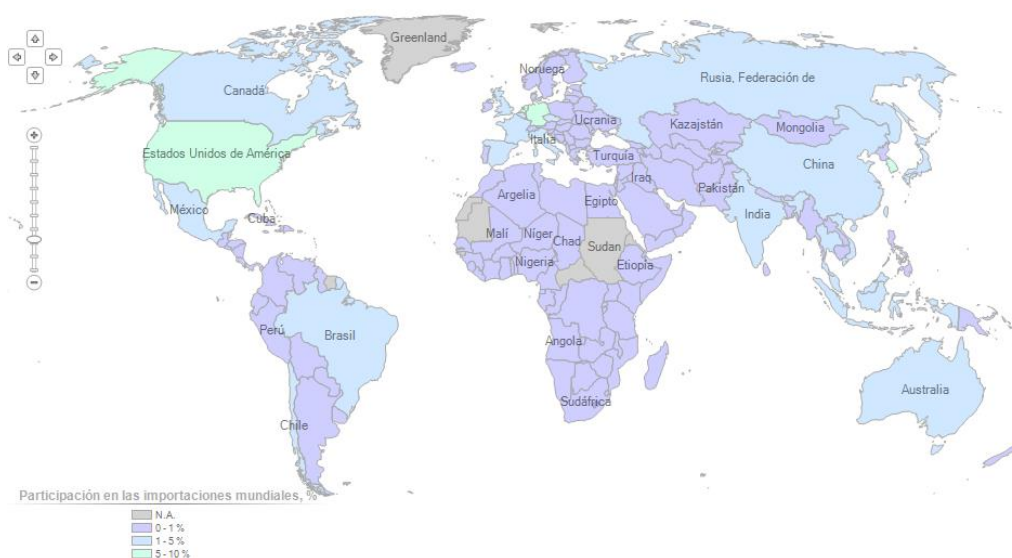 Greenland
Noruega
Rusia, Federación de
Canadá
Ucrania
Kazajstán
Mongolia
Estados Unidos de América
Italia
Turquía
China
Iraq
Pakistán
Argelia
Egipto
México
India
Cuba
Malí
Níger
Chad
Sudan
Nigeria
Etiopia
Perú
Brasil
Angola
Australia
Sudáfrica
Chile
Participación en las importaciones mundiales, %
N.A.
0 - 1 %
1 - 5 %
5 - 10 %